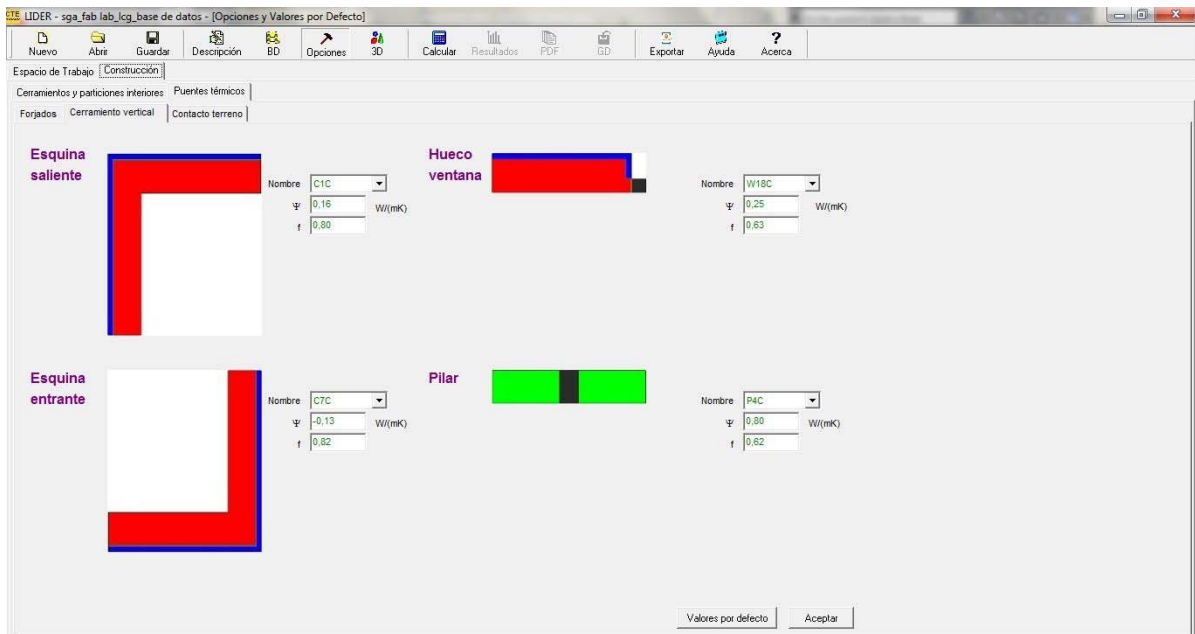 CTE LIDER - sga_fab lab_lcg_base de datos - [Opciones y Valores por Defecto]
Nuevo Abrir Guardar Descripción BD Opciones 3D Calcular Resultados PDF GD Exportar Ayuda Acerca
Espacio de Trabajo Construcción
Cerramientos y particiones interiores Puentes térmicos
Forjados Cerramiento vertical Contacto terreno
Esquina saliente
Nombre C1C
Ψ 0,16 W/(mK)
f 0,80
Hueco ventana
Nombre W18C
Ψ 0,25 W/(mK)
f 0,63
Esquina entrante
Nombre C7C
Ψ -0,13 W/(mK)
f 0,82
Pilar
Nombre P4C
Ψ 0,80 W/(mK)
f 0,62
Valores por defecto Aceptar